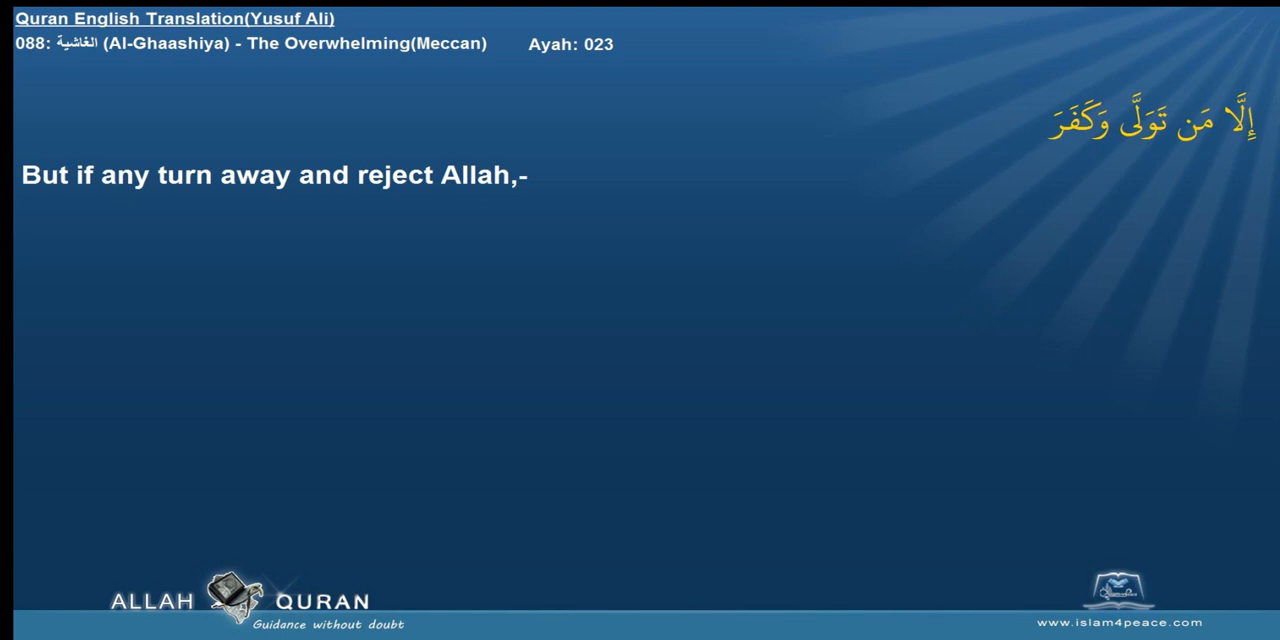 Quran English Translation(Yusuf Ali)
088: الغاشية (Al-Ghaashiya) - The Overwhelming(Meccan) Ayah: 023
إِلَّا مَن تَوَلَّى وَكَفَرَ
But if any turn away and reject Allah,-
ALLAH QURAN
Guidance without doubt
www.islam4peace.com